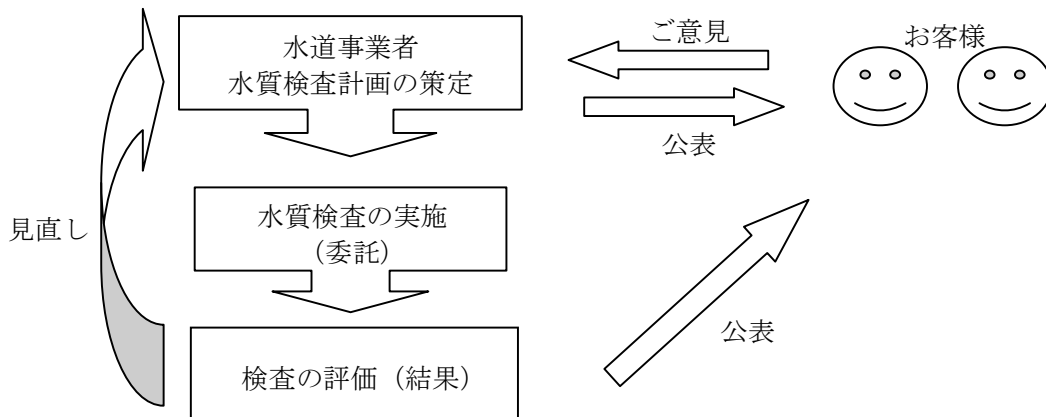 水道事業者
水質検査計画の策定
ご意見
お客様
公表
見直し
水質検査の実施
（委託）
公表
検査の評価（結果）